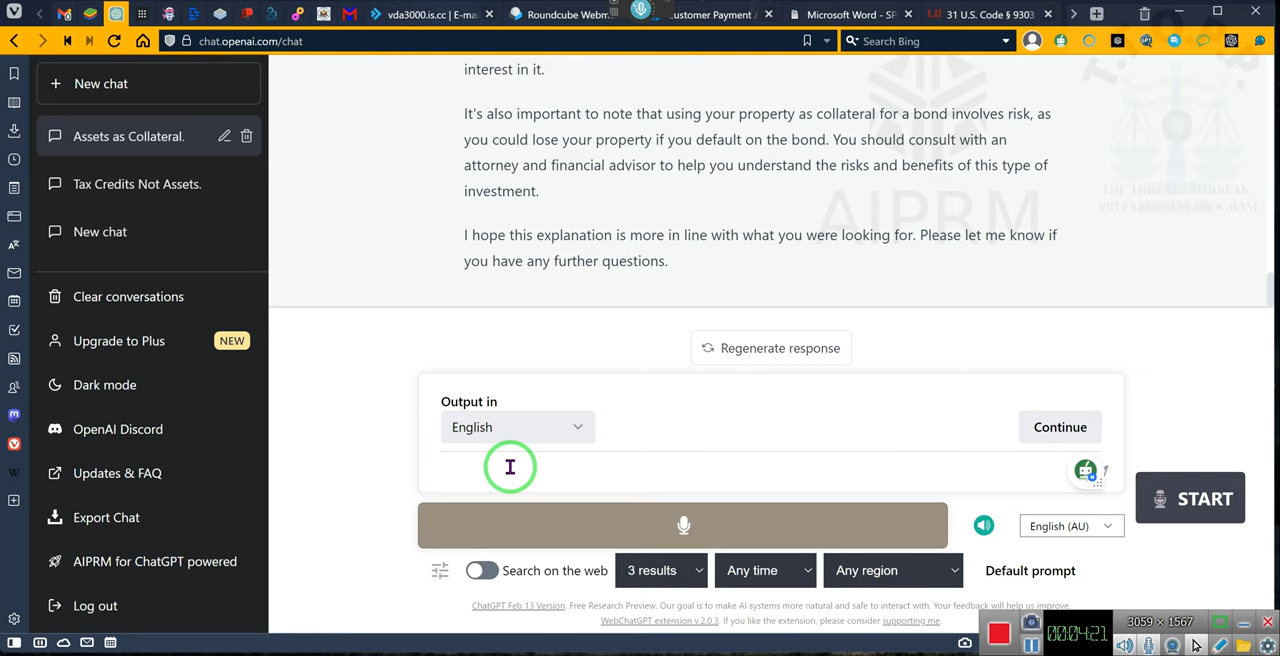 vda3000.is.cc | E-mai
Roundcube Webm
Customer Payment A
Microsoft Word - SP
31 U.S. Code § 9303
chat.openai.com/chat
Search Bing
New chat
Assets as Collateral.
Tax Credits Not Assets.
New chat
Clear conversations
Upgrade to Plus
NEW
Dark mode
OpenAI Discord
Updates & FAQ
Export Chat
AIPRM for ChatGPT powered
Log out
interest in it.
It's also important to note that using your property as collateral for a bond involves risk, as
you could lose your property if you default on the bond. You should consult with an
attorney and financial advisor to help you understand the risks and benefits of this type of
investment.
I hope this explanation is more in line with what you were looking for. Please let me know if
you have any further questions.
AIPRM
THE THREAT OUTBREAK
PREPAREDNESS PROGRAM
Regenerate response
Output in
English
Continue
START
English (AU)
Search on the web
3 results
Any time
Any region
Default prompt
ChatGPT Feb 13 Version. Free Research Preview. Our goal is to make AI systems more natural and safe to interact with. Your feedback will help us improve.
WebChatGPT extension v.2.0.3. If you like the extension, please consider supporting me.
3059 x 1567
00:04:21